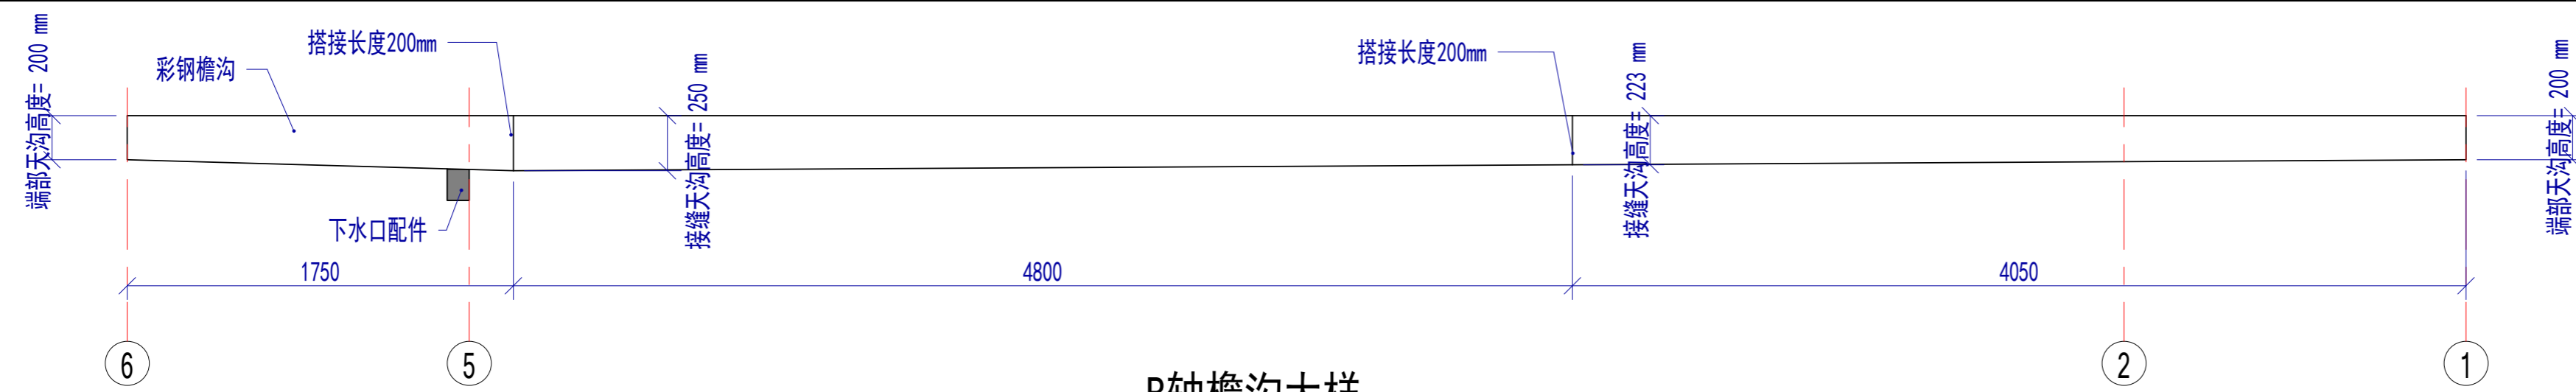 端部天沟高度= 200 mm
彩钢檐沟
搭接长度200mm
接缝天沟高度= 250 mm
搭接长度200mm
接缝天沟高度= 223 mm
端部天沟高度= 200 mm
下水口配件
1750
4800
4050
6
5
2
1